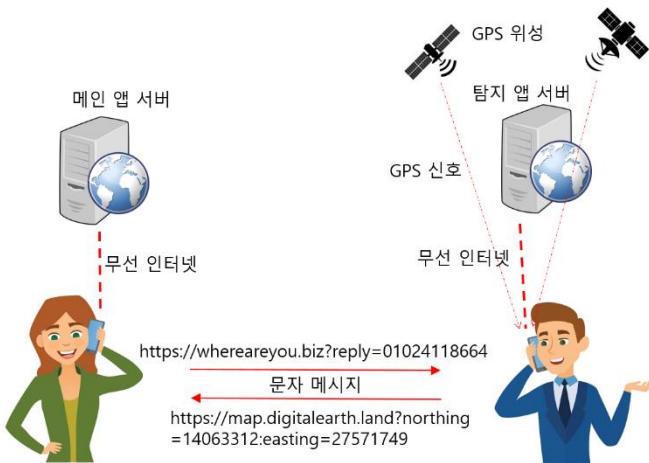 GPS 위성
메인 앱 서버
탐지 앱 서버
GPS 신호
무선 인터넷
무선 인터넷
https://whereareyou.biz?reply=01024118664
문자 메시지
https://map.digitalearth.land?northing
=14063312:easting=27571749